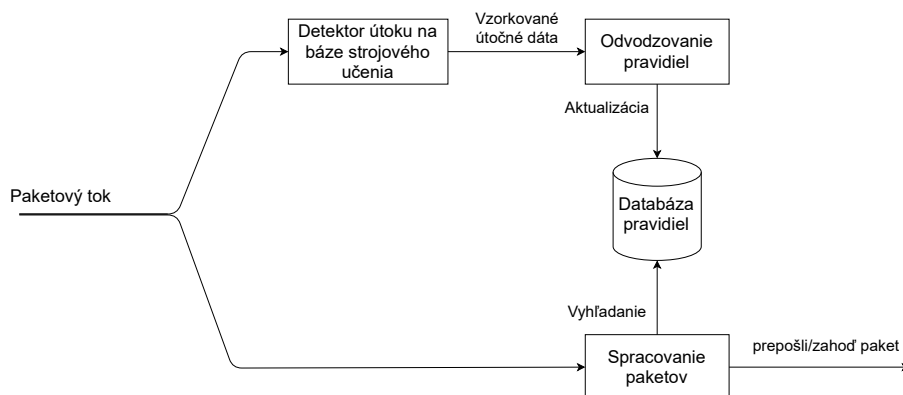 Detektor útoku na
báze strojového
učenia
Vzorkované
útočné dáta
Odvodzovanie
pravidiel
Aktualizácia
Paketový tok
Databáza
pravidiel
Vyhľadanie
Spracovanie
paketov
prepošli/zahoď paket